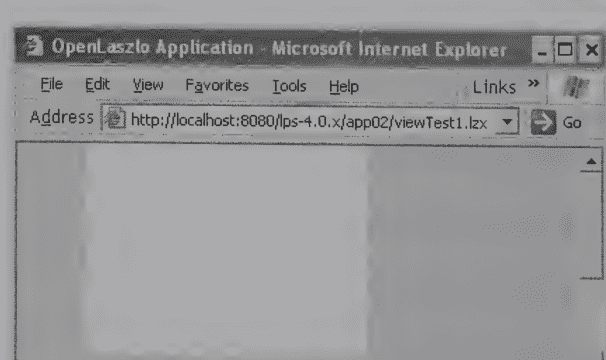 OpenLaszlo Application - Microsoft Internet Explorer
File Edit View Favorites Tools Help Links »
Address http://localhost:8080/lps-4.0.x/app02/viewTest1.lzx Go